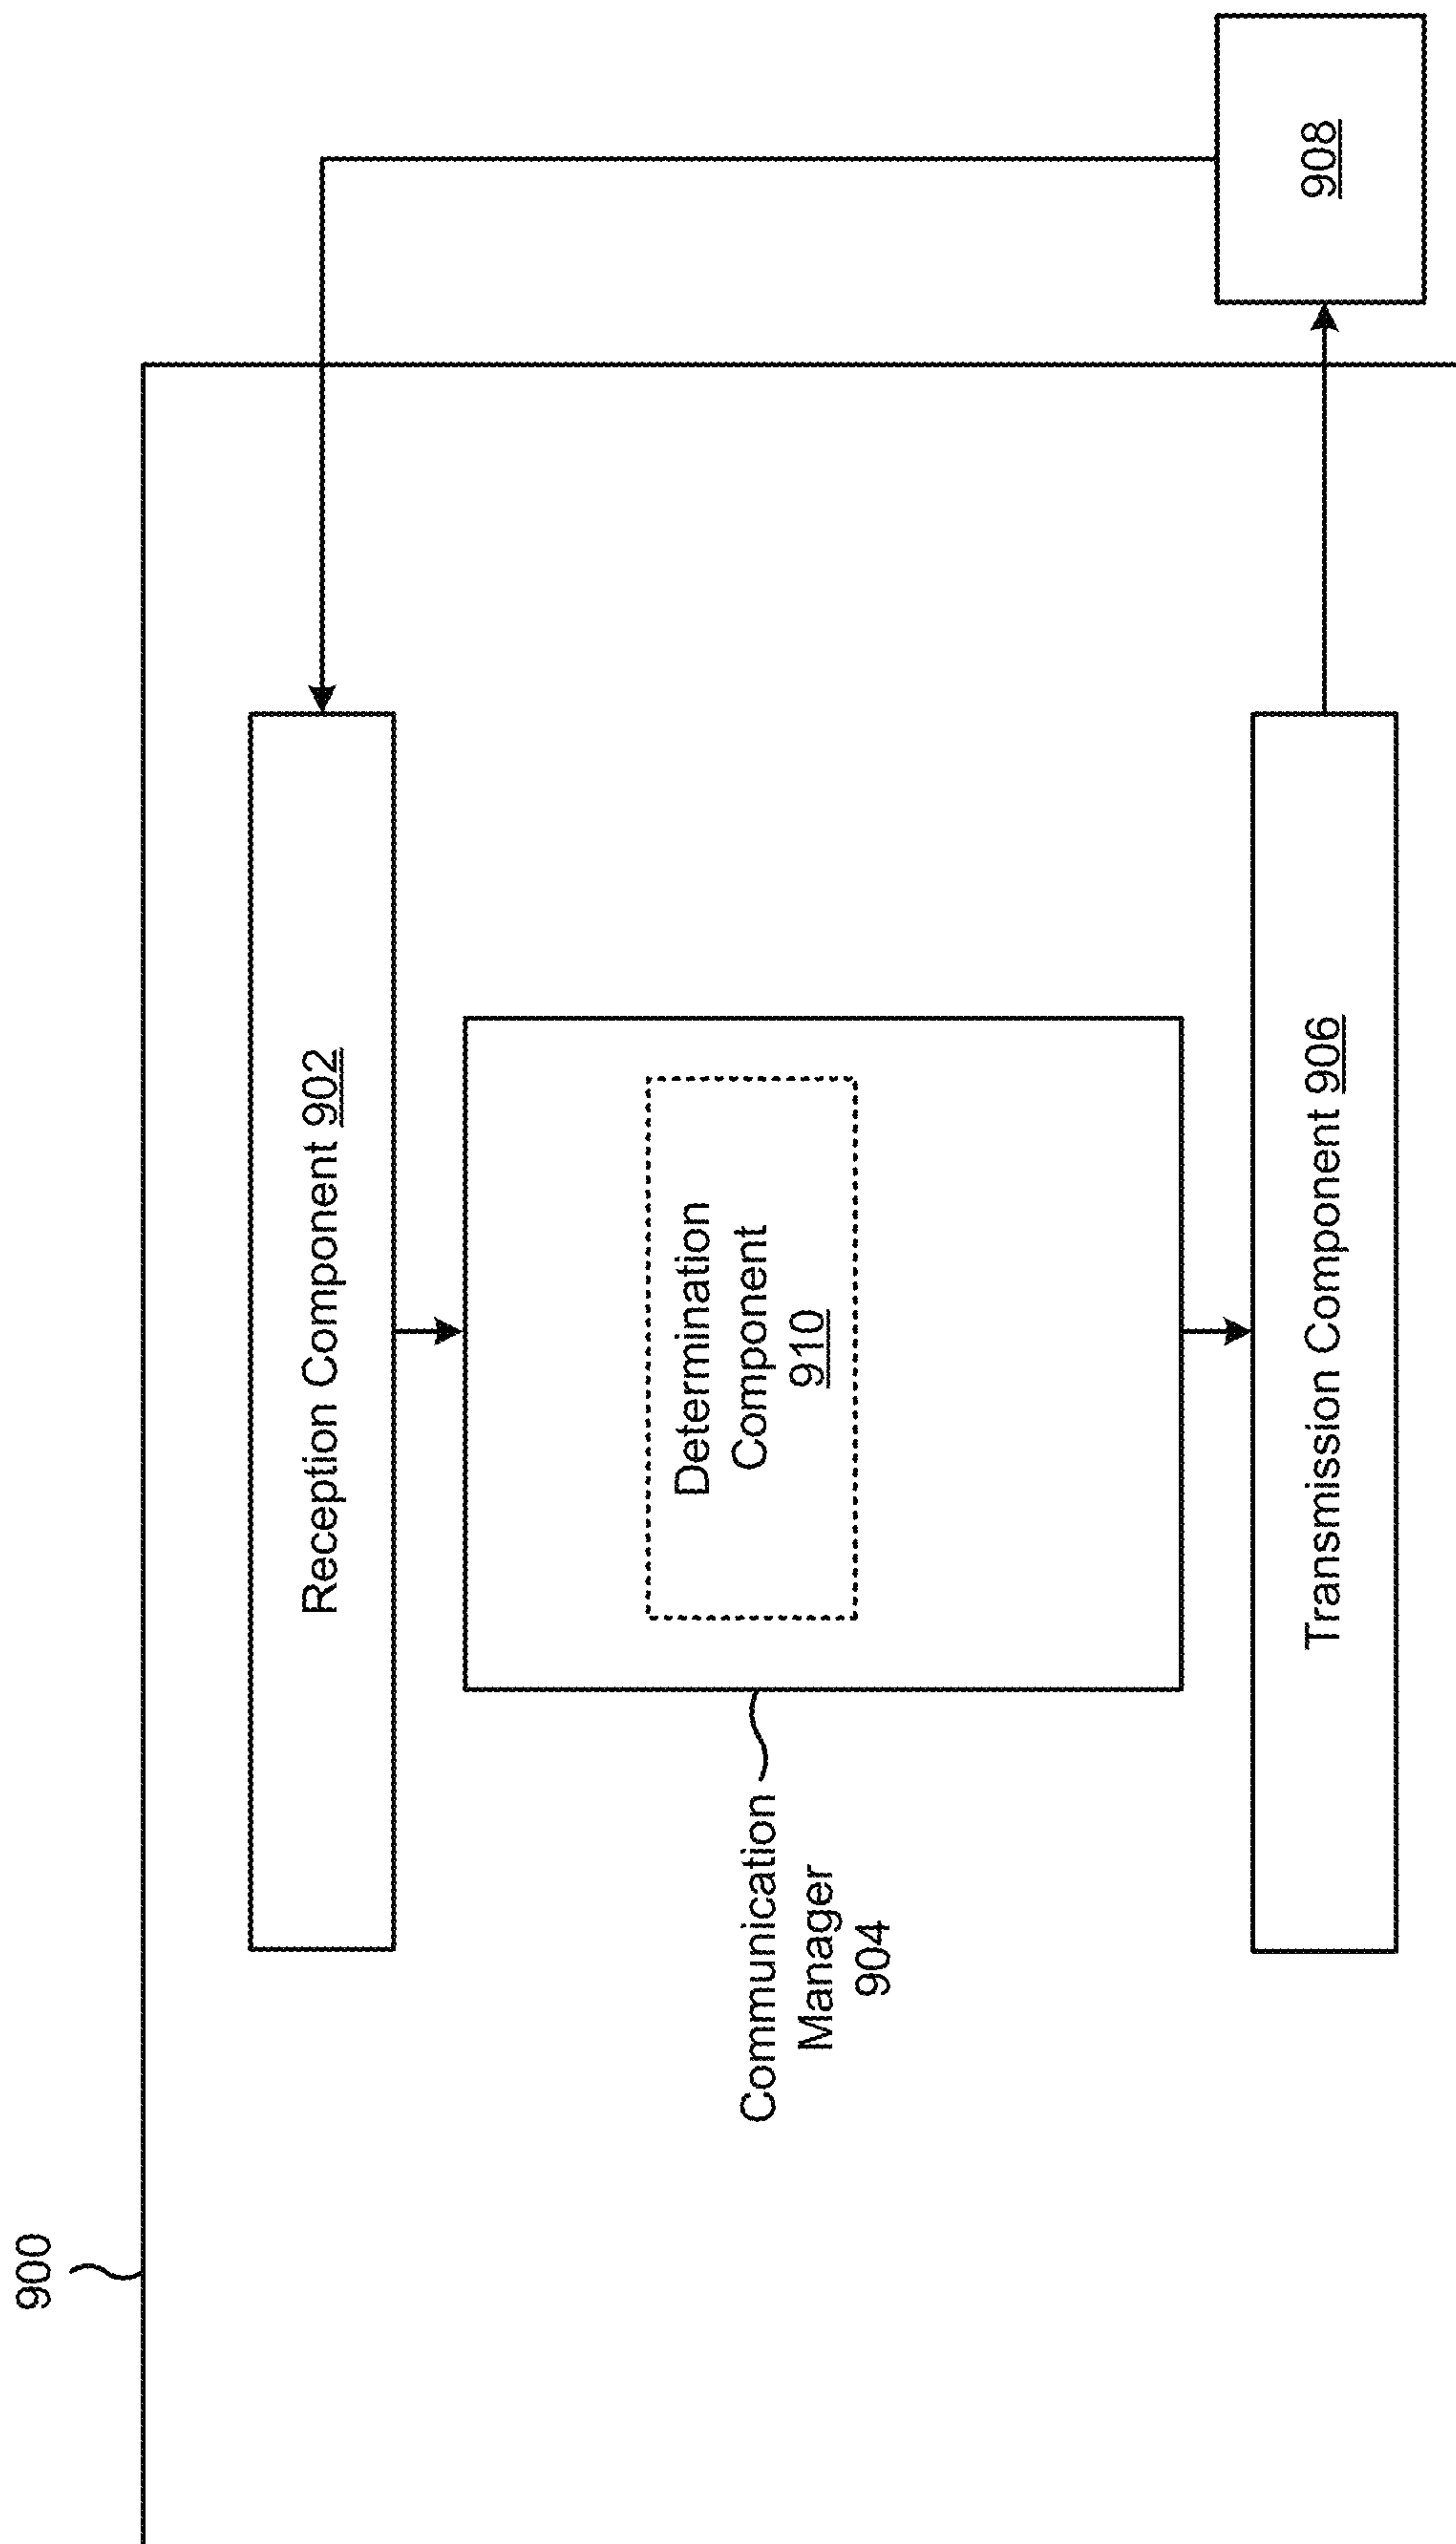 900
Reception Component 902
Determination
Component
910
Communication
Manager
904
Transmission Component 906
908